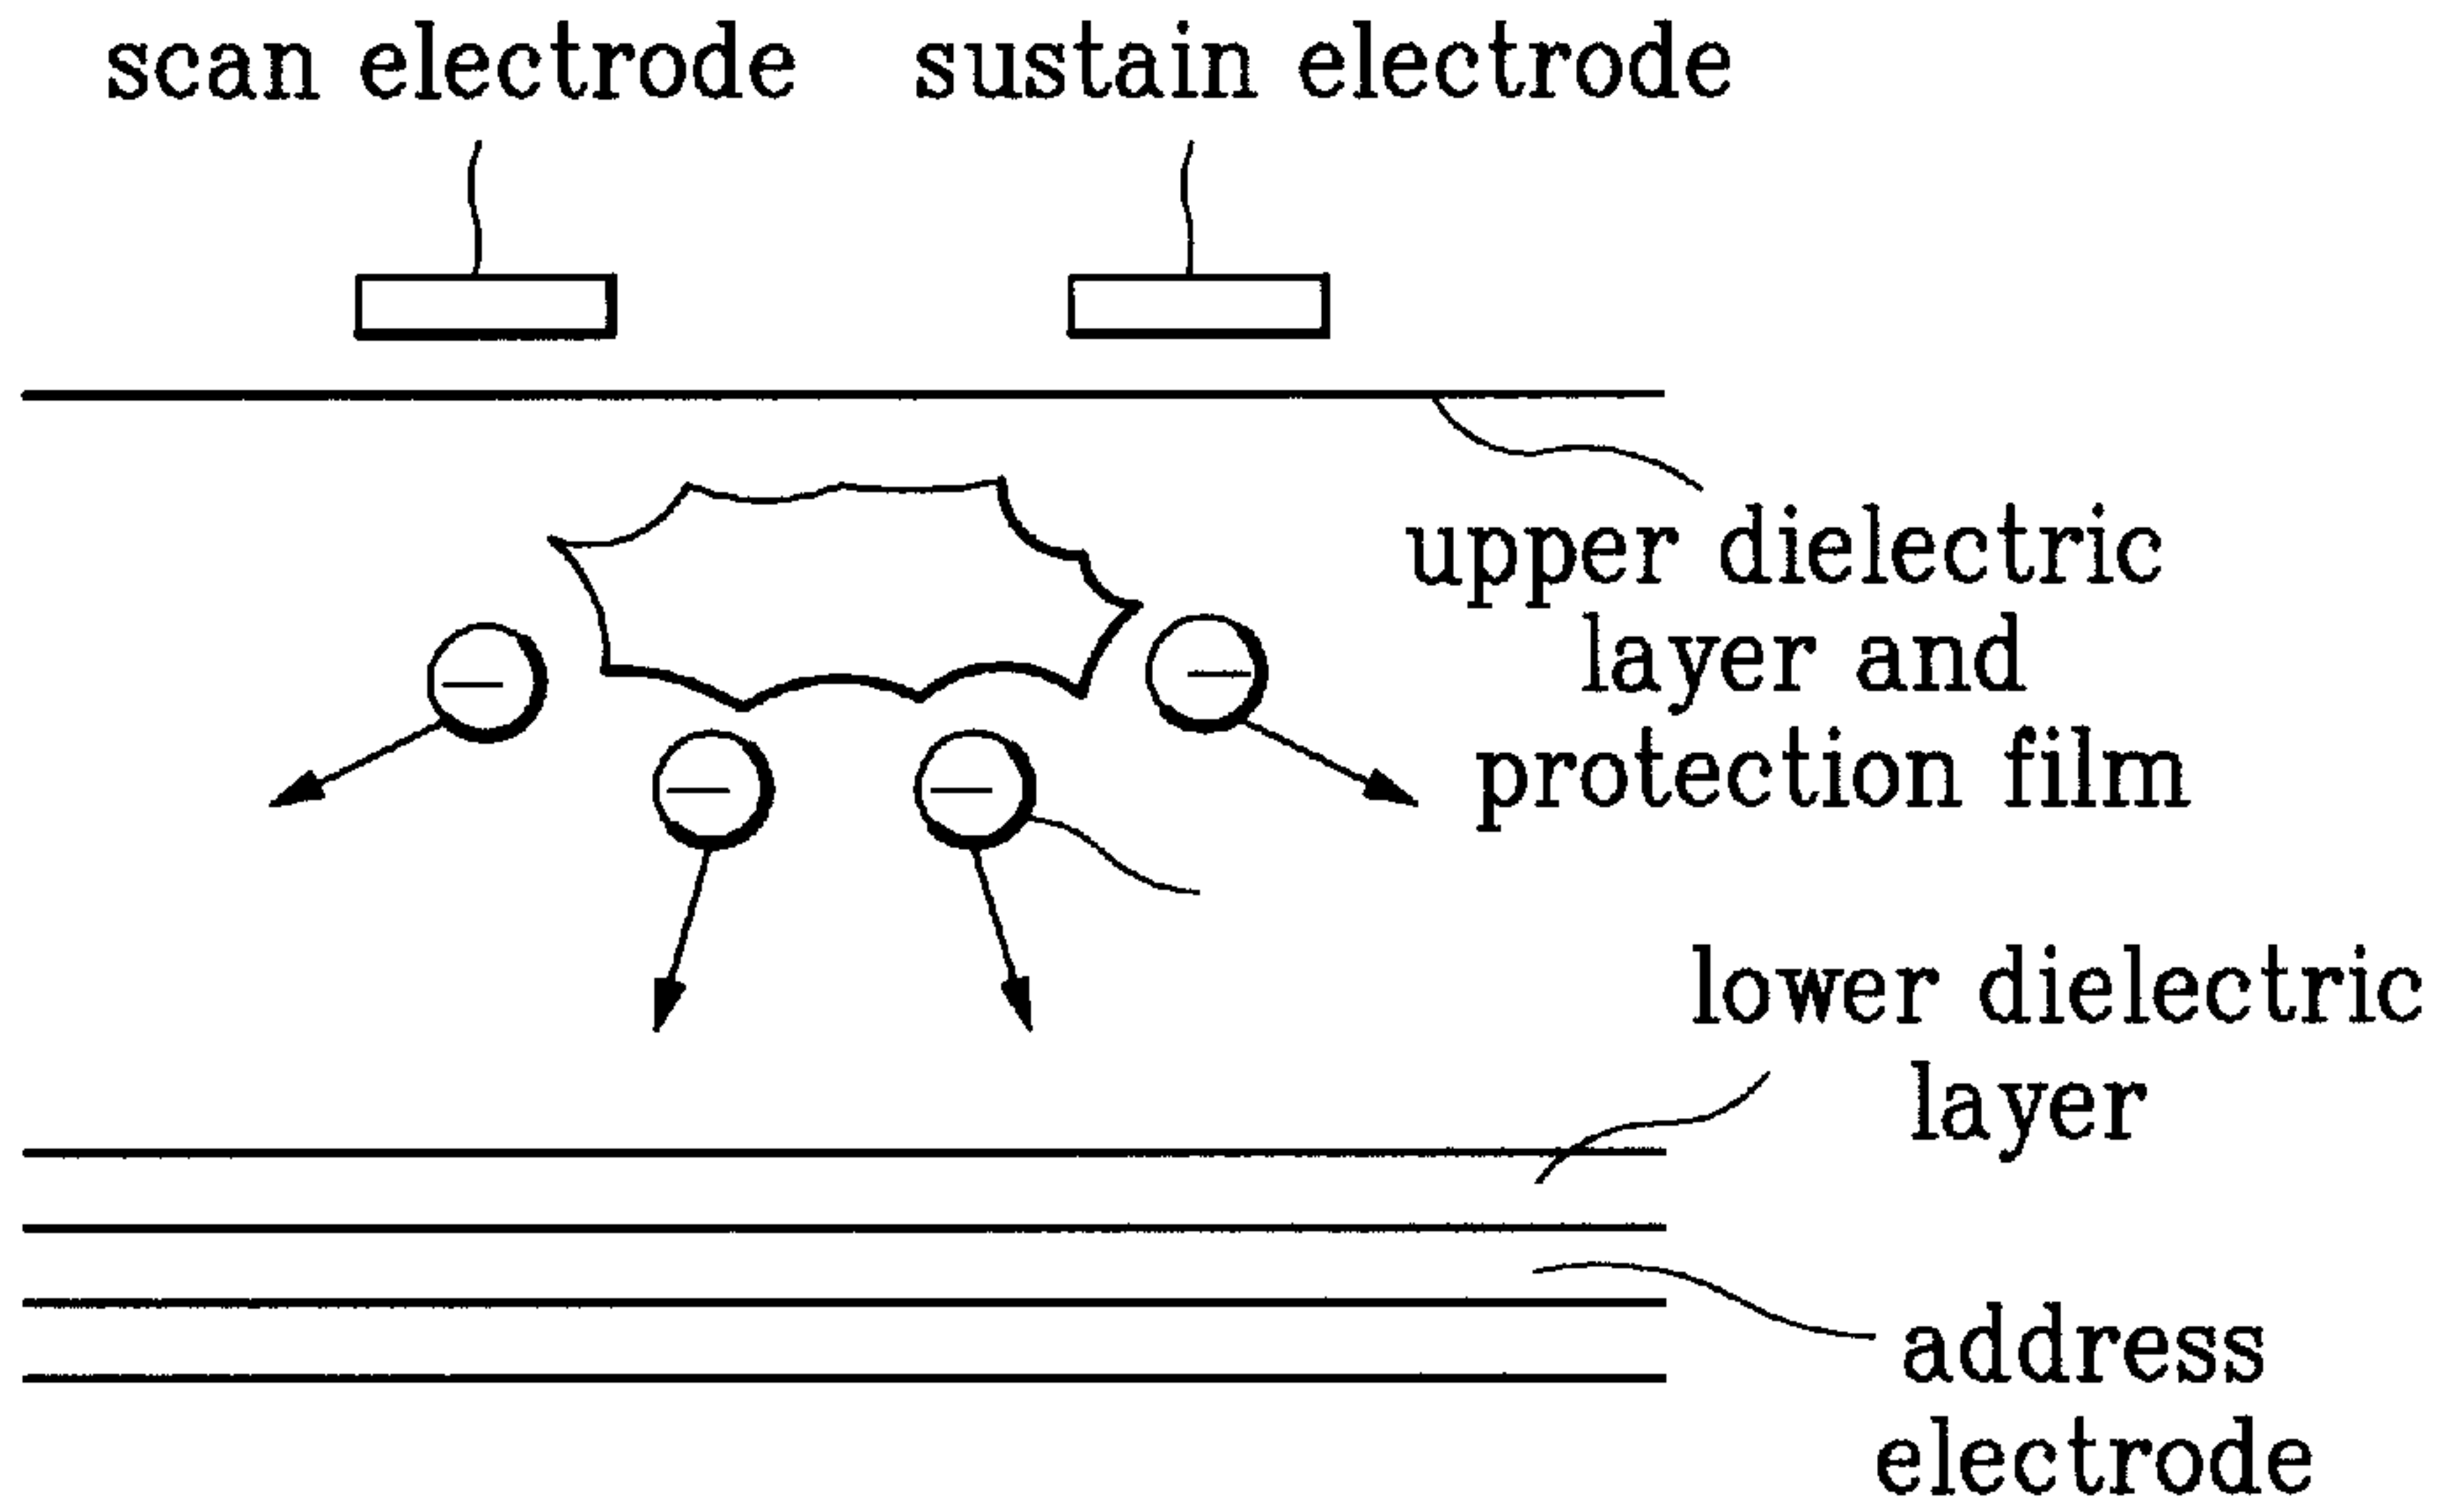 scan electrode sustain electrode
upper dielectric
layer and
protection film
lower dielectric
layer
address
electrode